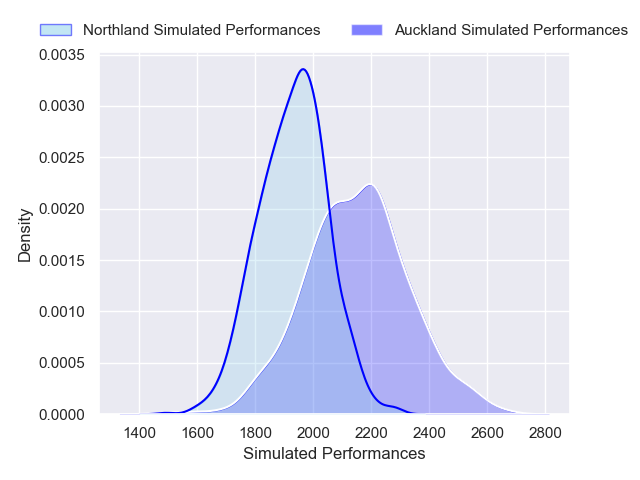 Northland Simulated Performances
Auckland Simulated Performances
0.0035
0.0030
0.0025
0.0020
0.0015
0.0010
0.0005
0.0000
Density
1400 1600 1800 2000 2200 2400 2600 2800
Simulated Performances